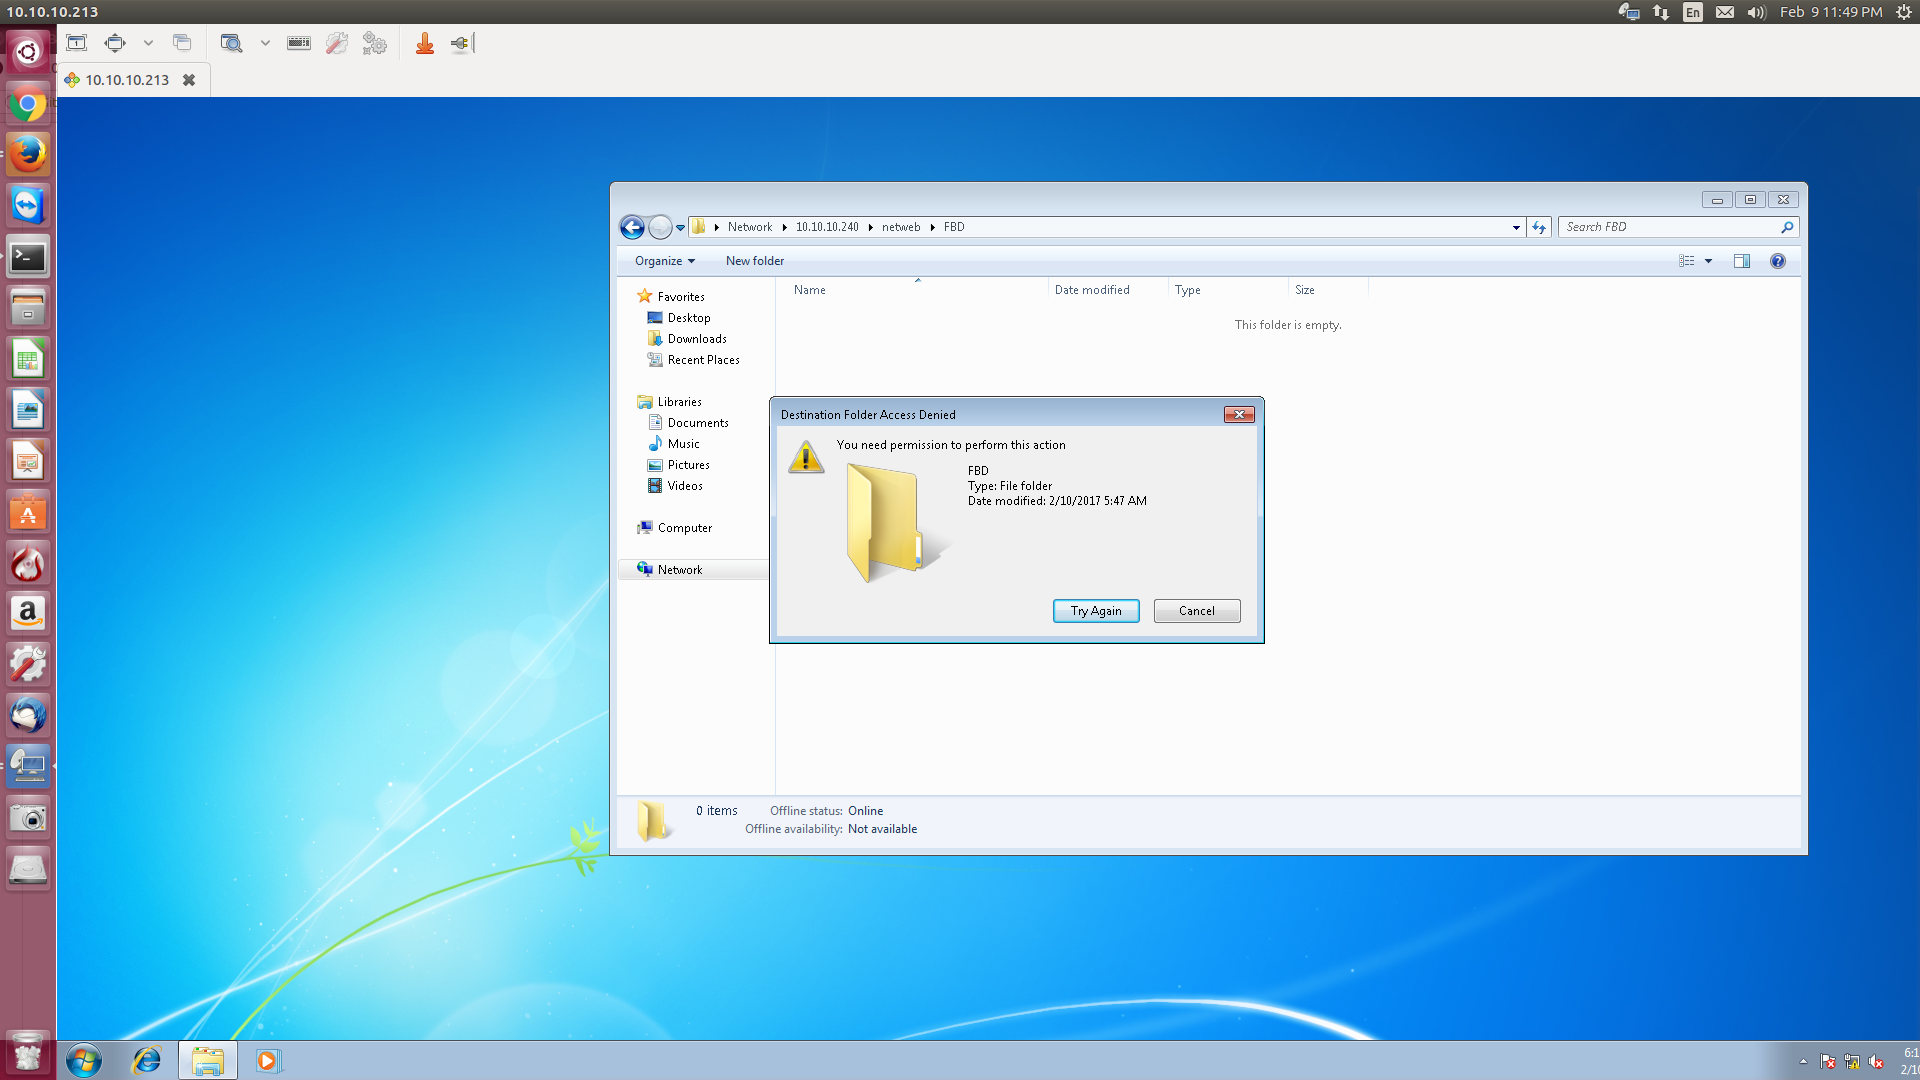 10.10.10.213
En
Feb 9 11:49 PM
10.10.10.213
Network
10.10.10.240
netweb
FBD
Search FBD
Organize
New folder
Name
Date modified
Type
Size
This folder is empty.
Favorites
Desktop
Downloads
Recent Places
Libraries
Documents
Music
Pictures
Videos
Computer
Network
Destination Folder Access Denied
You need permission to perform this action
FBD
Type: File folder
Date modified: 2/10/2017 5:47 AM
Try Again
Cancel
0 items
Offline status: Online
Offline availability: Not available
6:1
2/10